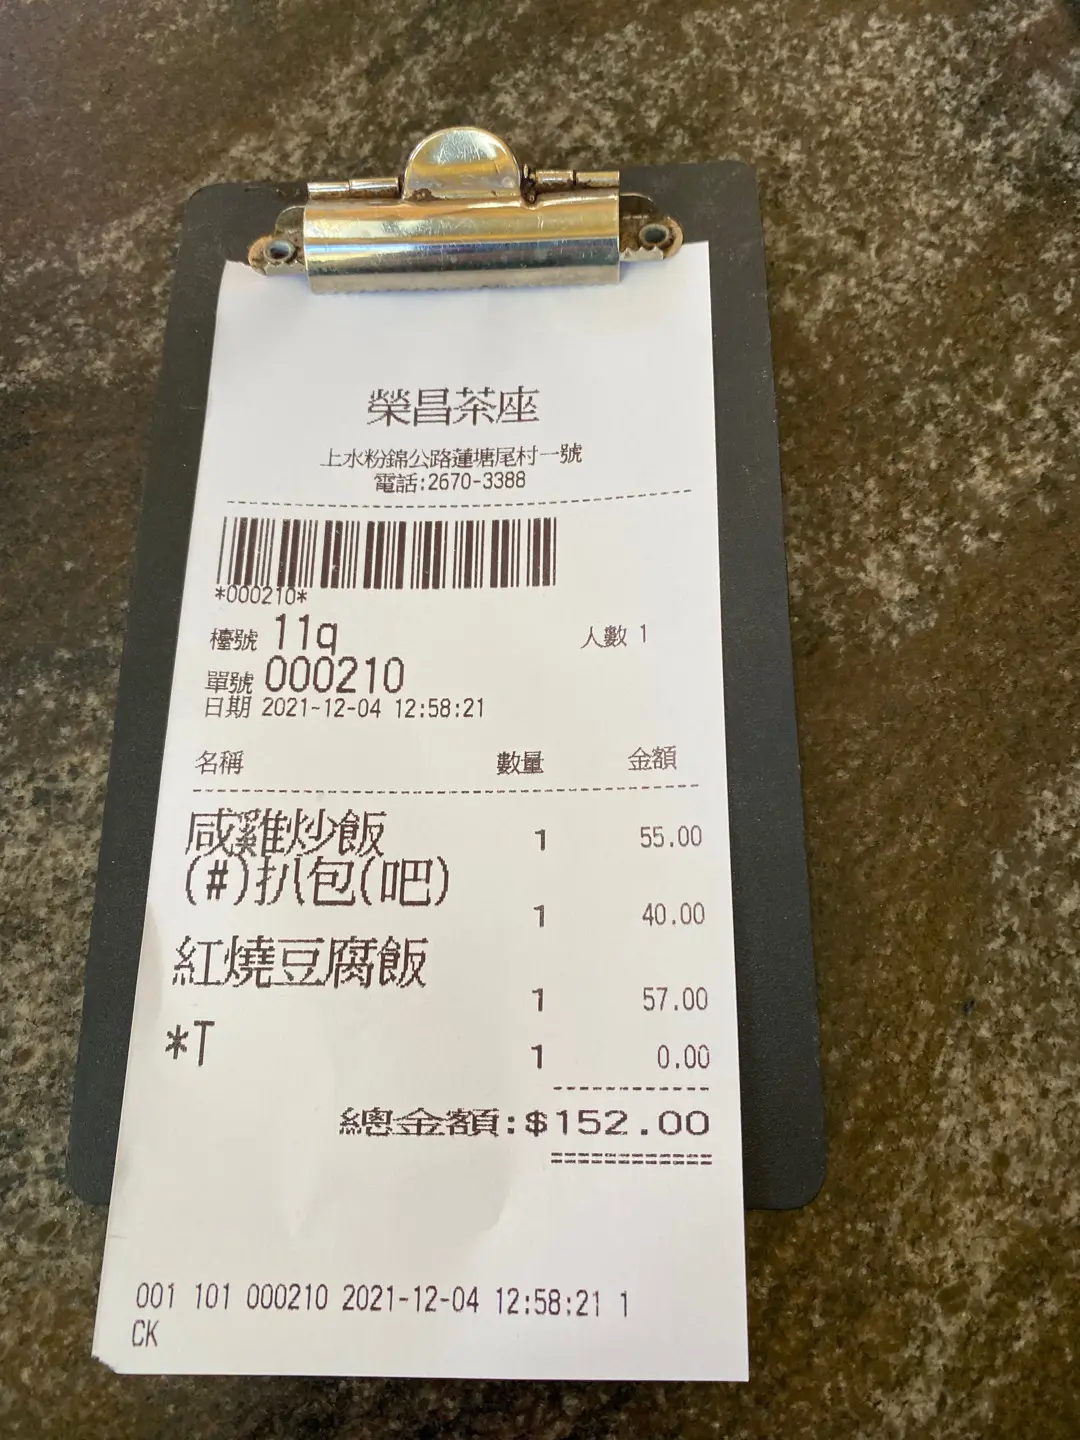 榮昌茶座
上水粉錦公路蓮塘尾村一號
電話:2670-3388
*000210*
檯號 11q 人數 1
單號 000210
日期 2021-12-04 12:58:21
名稱 數量 金額
咸雞炒飯 1 55.00
(#)扒包(吧) 1 40.00
紅燒豆腐飯 1 57.00
*T 1 0.00
總金額:$152.00
001 101 000210 2021-12-04 12:58:21 1
CK